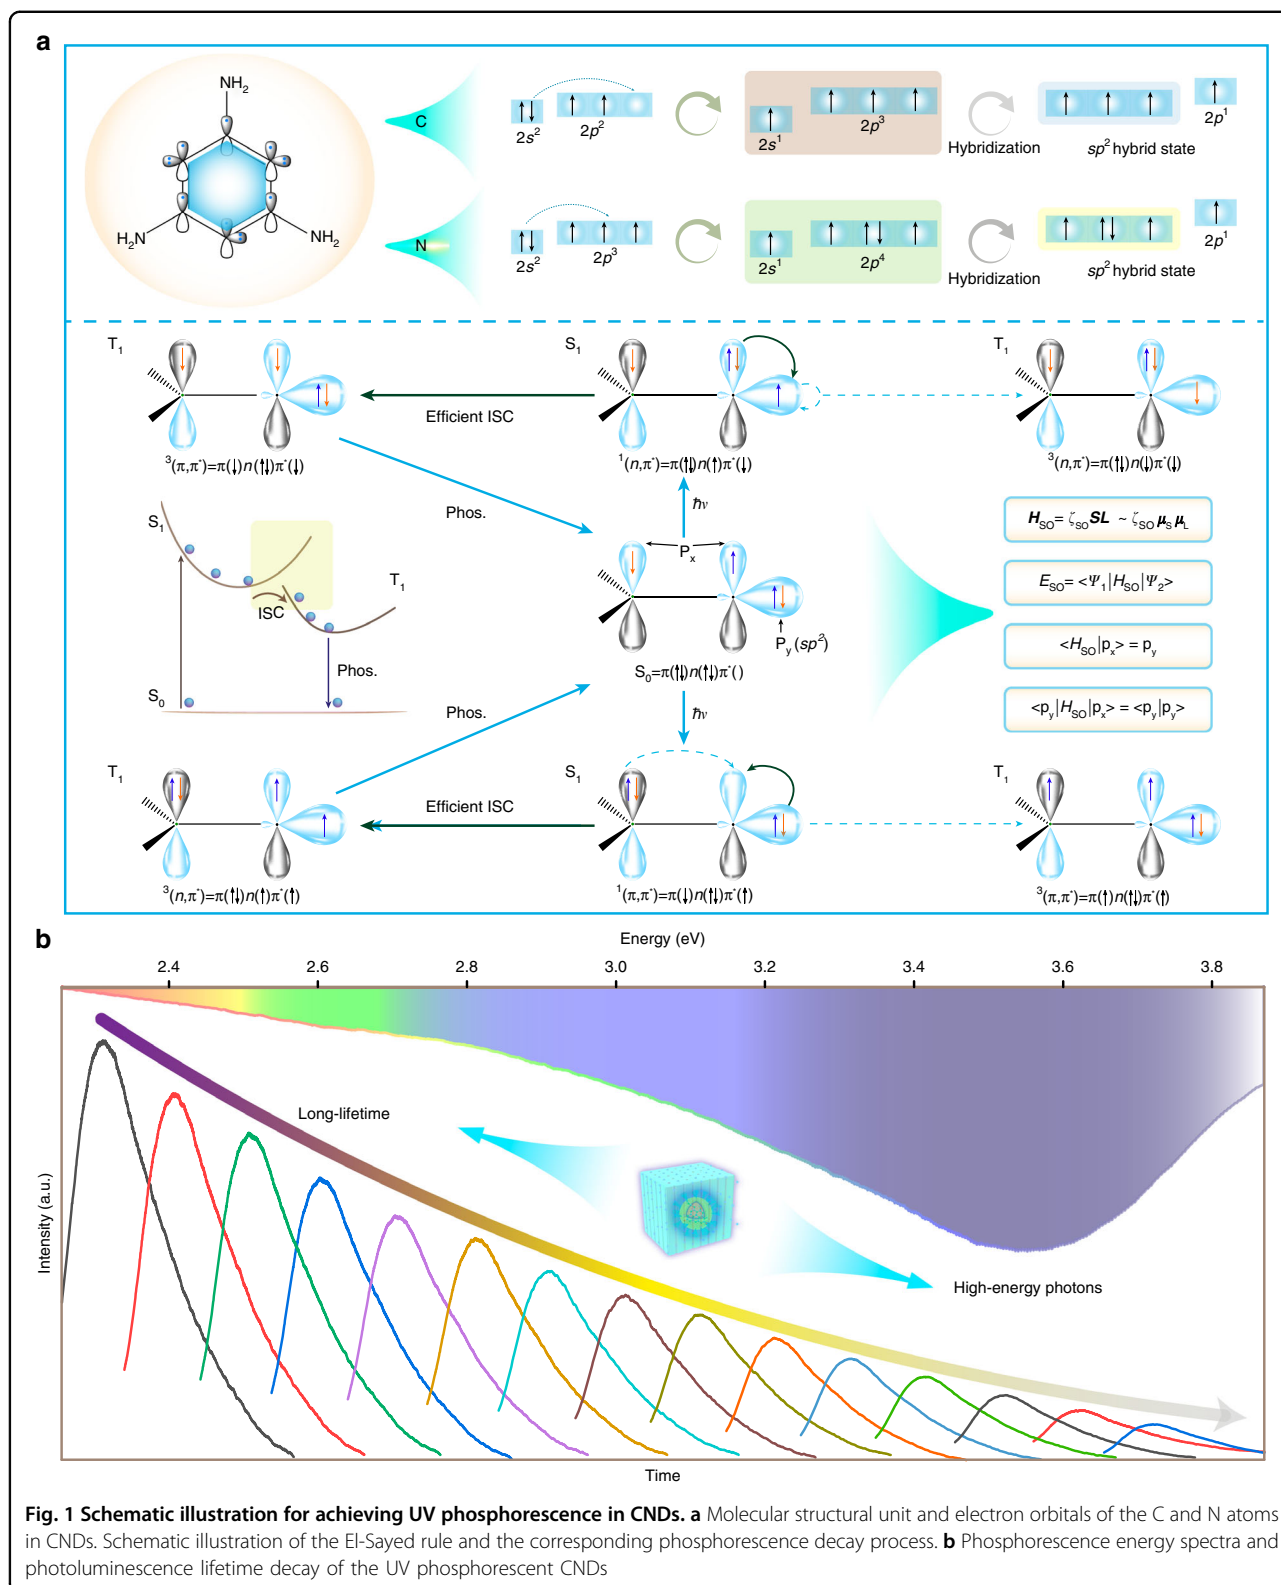 a
NH2
H2N
NH2
C
2s2
2p2
2s1
2p3
Hybridization
sp2 hybrid state
2p1
N
2s2
2p3
2s1
2p4
Hybridization
sp2 hybrid state
2p1
T1
S1
T1
Efficient ISC
3(π,π*)=π(↓)n(↑↓)π*(↓)
1(n,π*)=π(↑↓)n(↑)π*(↓)
3(n,π*)=π(↑↓)n(↓)π*(↓)
Phos.
ħν
S1
T1
ISC
Phos.
S0
Px
Py (sp2)
S0=π(↑↓)n(↑↓)π*()
HSO= ζSO SL ~ ζSO μS μL
ESO= <Ψ1|HSO|Ψ2>
<HSO|px> = py
<py|HSO|px> = <py|py>
Phos.
ħν
T1
S1
T1
Efficient ISC
3(n,π*)=π(↑↓)n(↑)π*(↑)
1(π,π*)=π(↓)n(↑↓)π*(↑)
3(π,π*)=π(↑)n(↑↓)π*(↑)
b
Energy (eV)
2.4 2.6 2.8 3.0 3.2 3.4 3.6 3.8
Long-lifetime
High-energy photons
Intensity (a.u.)
Time
Fig. 1 Schematic illustration for achieving UV phosphorescence in CNDs. a Molecular structural unit and electron orbitals of the C and N atoms
in CNDs. Schematic illustration of the El-Sayed rule and the corresponding phosphorescence decay process. b Phosphorescence energy spectra and
photoluminescence lifetime decay of the UV phosphorescent CNDs